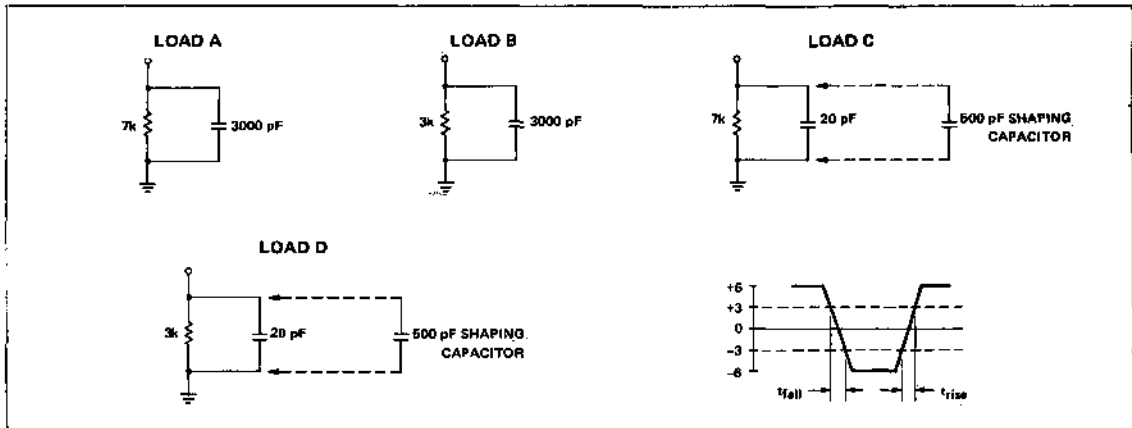 LOAD A
7k
3000 pF
LOAD B
3k
3000 pF
LOAD C
7k
20 pF
500 pF SHAPING
CAPACITOR
LOAD D
3k
20 pF
500 pF SHAPING
CAPACITOR
+6
+3
0
-3
-6
tfall
trise